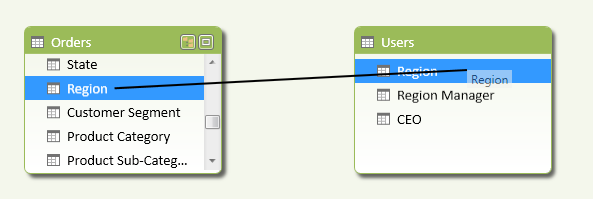 Orders
State
Region
Customer Segment
Product Category
Product Sub-Categ...
Users
Region
Region
Region Manager
CEO